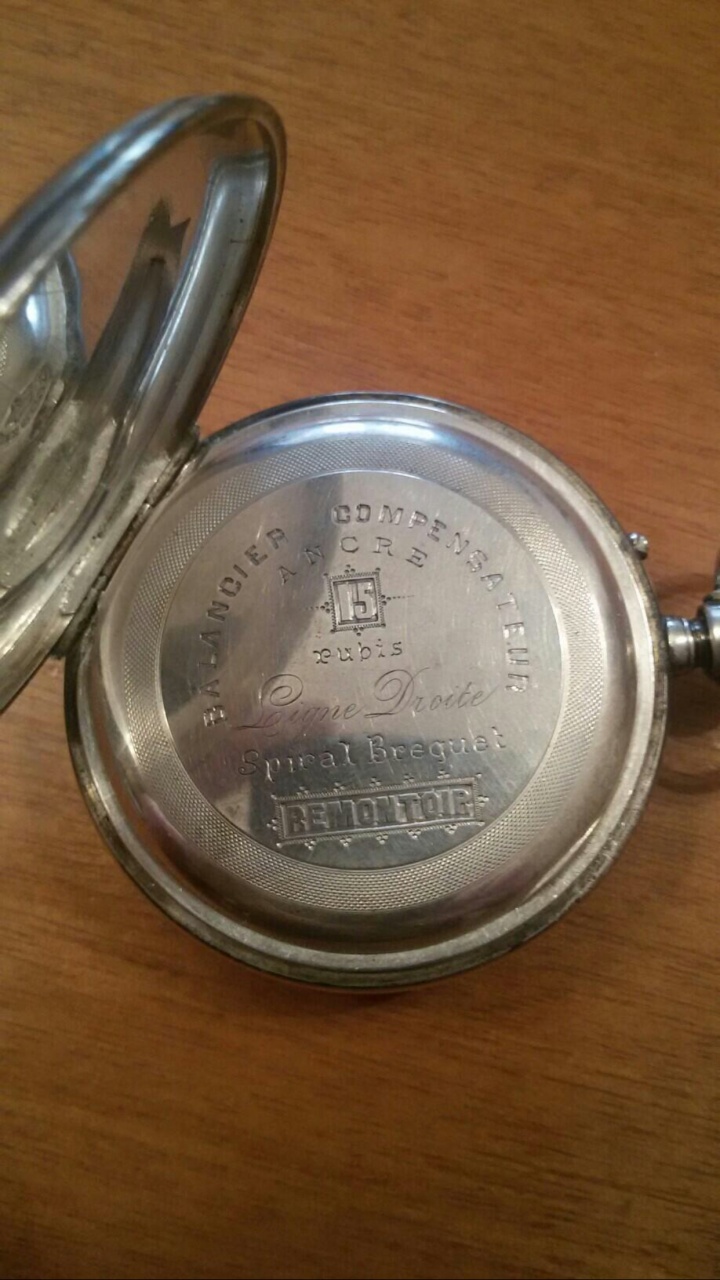 BALANCIER COMPENSATEUR
ANCRE
15
rubis
Ligne Droite
Spiral Breguet
REMONTOIR